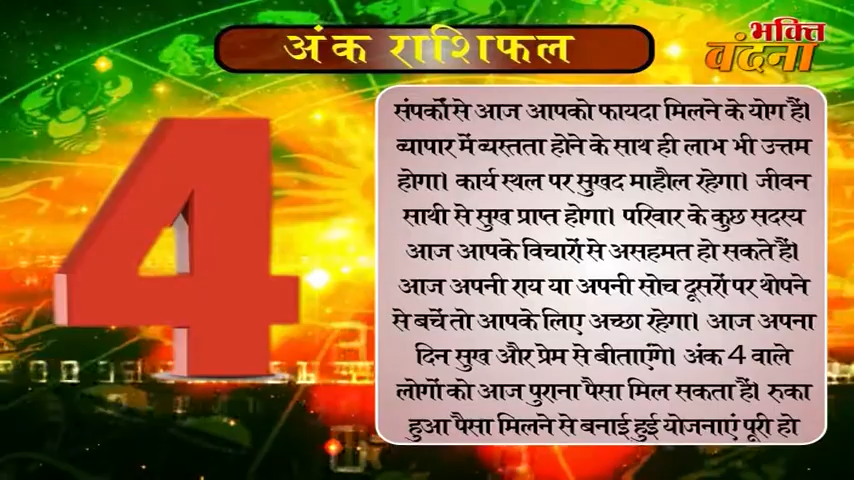 अंक राशिफल
भक्ति
वंदना
4
संपर्कों से आज आपको फायदा मिलने के योग हैं।
व्यापार में व्यस्तता होने के साथ ही लाभ भी उत्तम
होगा। कार्य स्थल पर सुखद माहौल रहेगा। जीवन
साथी से सुख प्राप्त होगा। परिवार के कुछ सदस्य
आज आपके विचारों से असहमत हो सकते हैं।
आज अपनी राय या अपनी सोच दूसरों पर थोपने
से बचें तो आपके लिए अच्छा रहेगा। आज अपना
दिन सुख और प्रेम से बीताएंगे। अंक 4 वाले
लोगों को आज पुराना पैसा मिल सकता हैं। रुका
हुआ पैसा मिलने से बनाई हुई योजनाएं पूरी हो